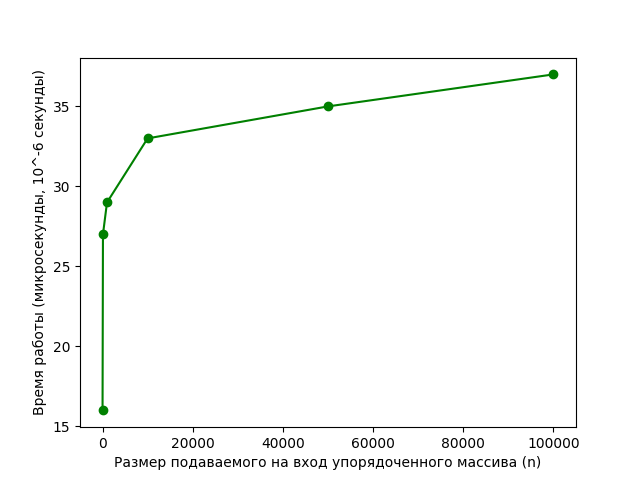 Время работы (микросекунды, 10^-6 секунды)
35
30
25
20
15
0 20000 40000 60000 80000 100000
Размер подаваемого на вход упорядоченного массива (n)